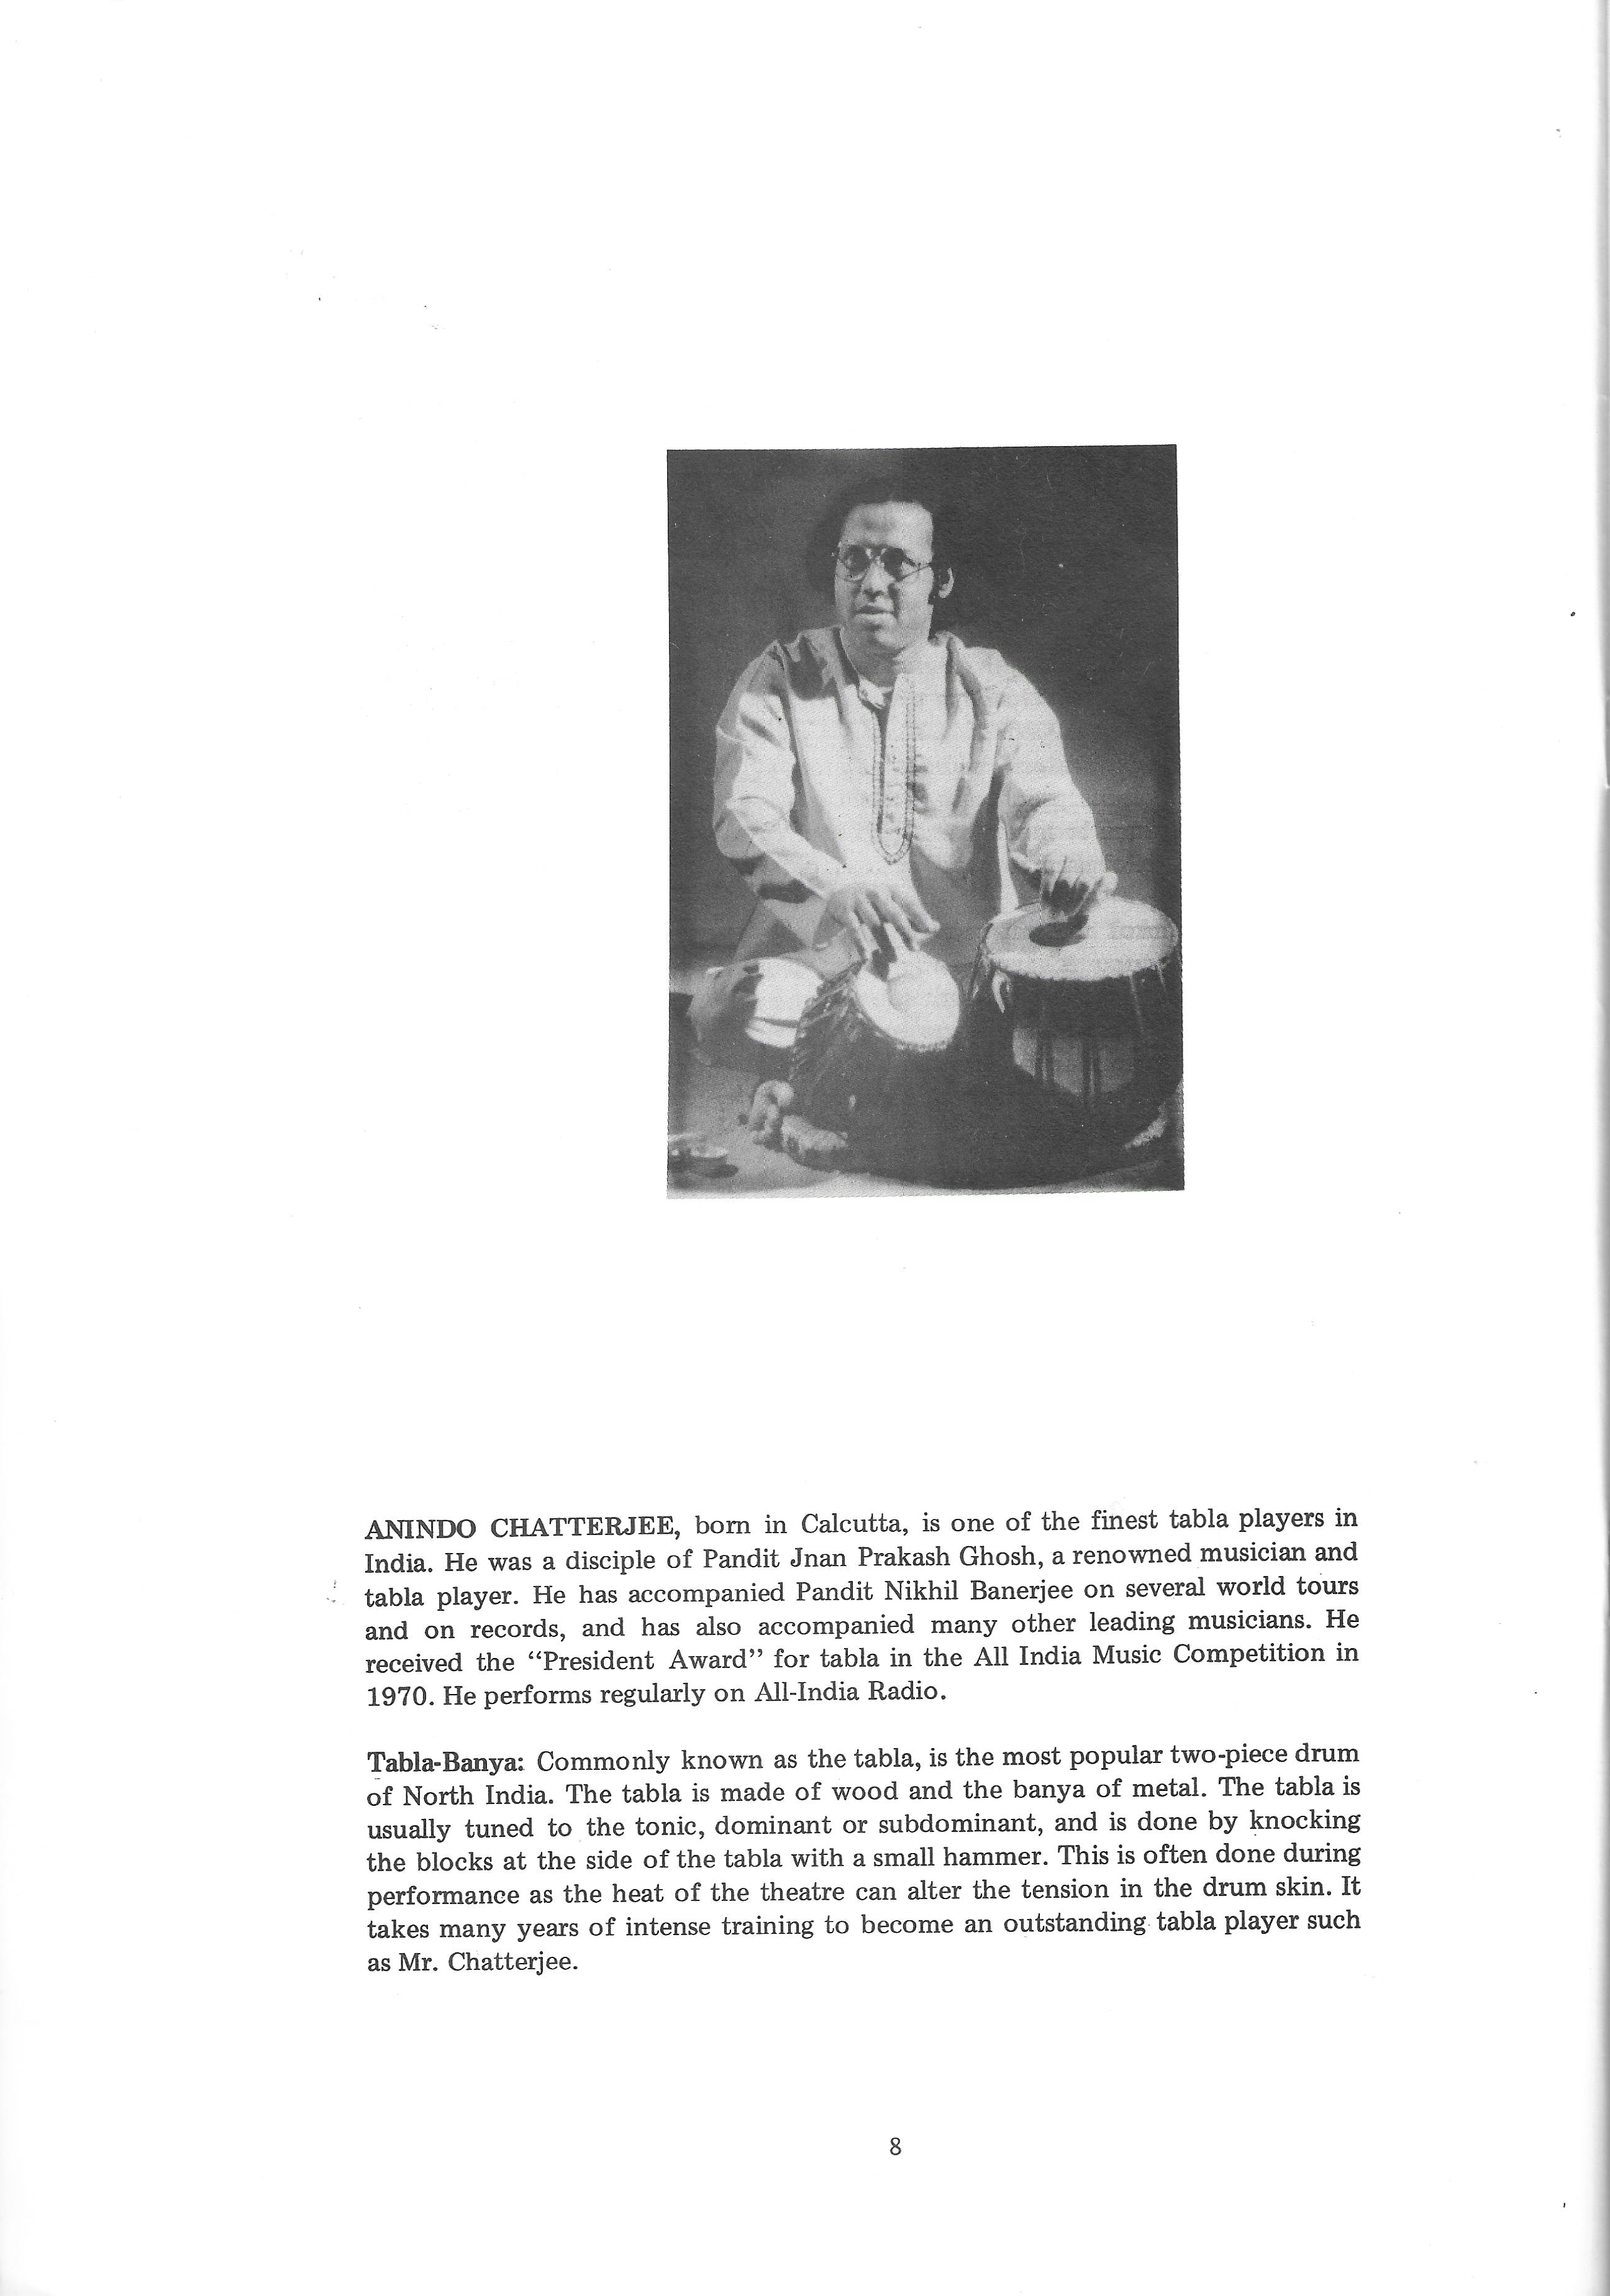 ANINDO CHATTERJEE, born in Calcutta, is one of the finest tabla players in
India. He was a disciple of Pandit Jnan Prakash Ghosh, a renowned musician and
tabla player. He has accompanied Pandit Nikhil Banerjee on several world tours
and on records, and has also accompanied many other leading musicians. He
received the “President Award” for tabla in the All India Music Competition in
1970. He performs regularly on All-India Radio.
Tabla-Banya: Commonly known as the tabla, is the most popular two-piece drum
of North India. The tabla is made of wood and the banya of metal. The tabla is
usually tuned to the tonic, dominant or subdominant, and is done by knocking
the blocks at the side of the tabla with a small hammer. This is often done during
performance as the heat of the theatre can alter the tension in the drum skin. It
takes many years of intense training to become an outstanding tabla player such
as Mr. Chatterjee.
8